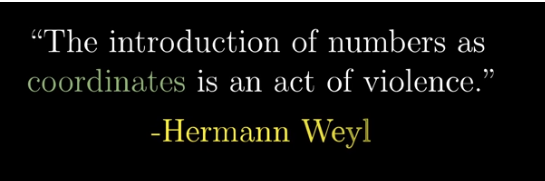 “The introduction of numbers as
coordinates is an act of violence.”
-Hermann Weyl